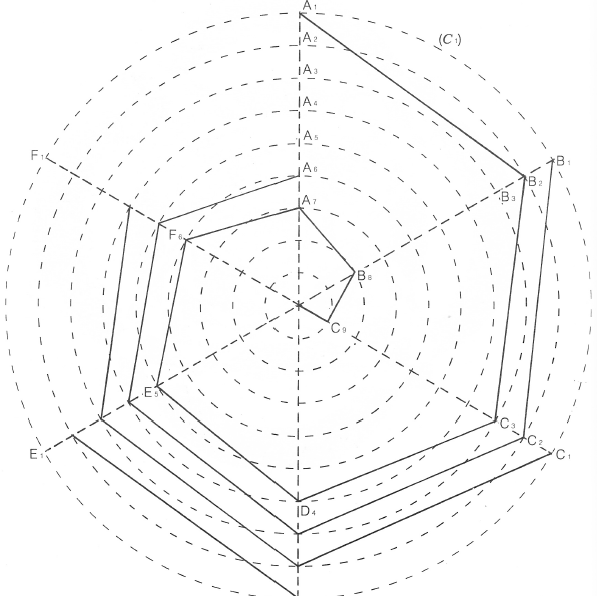 A₁
(C₁)
A₂
A₃
A₄
A₅
F₁
B₁
A₆
B₂
B₃
A₇
F₆
B₈
C₉
E₅
C₃
C₂
E₁
C₁
D₄